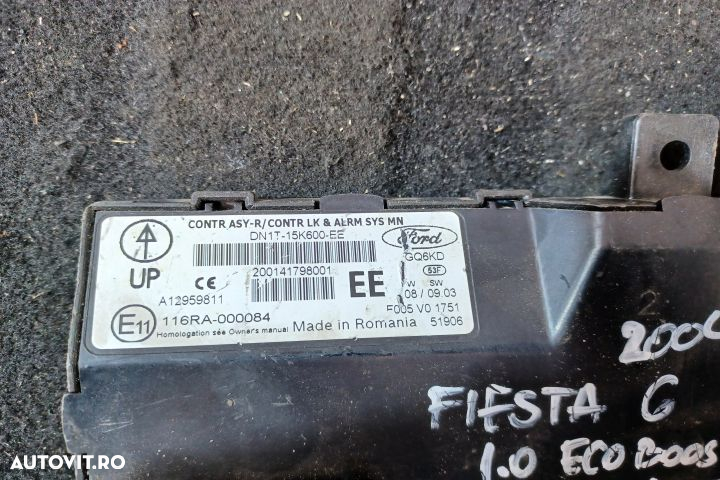 CONTR ASY-R/CONTR LK & ALRM SYS MN
DN1T-15K600-EE
Ford
GQ6KD
UP
CE
200141798001
EE
53F
HW SW
08 / 09.03
A12959811
F005 V0 1751
E11
116RA-000084
Homologation see Owner's manual
Made in Romania
51906
FIESTA 6
1.0 ECO BOOS
AUTOVIT.RO